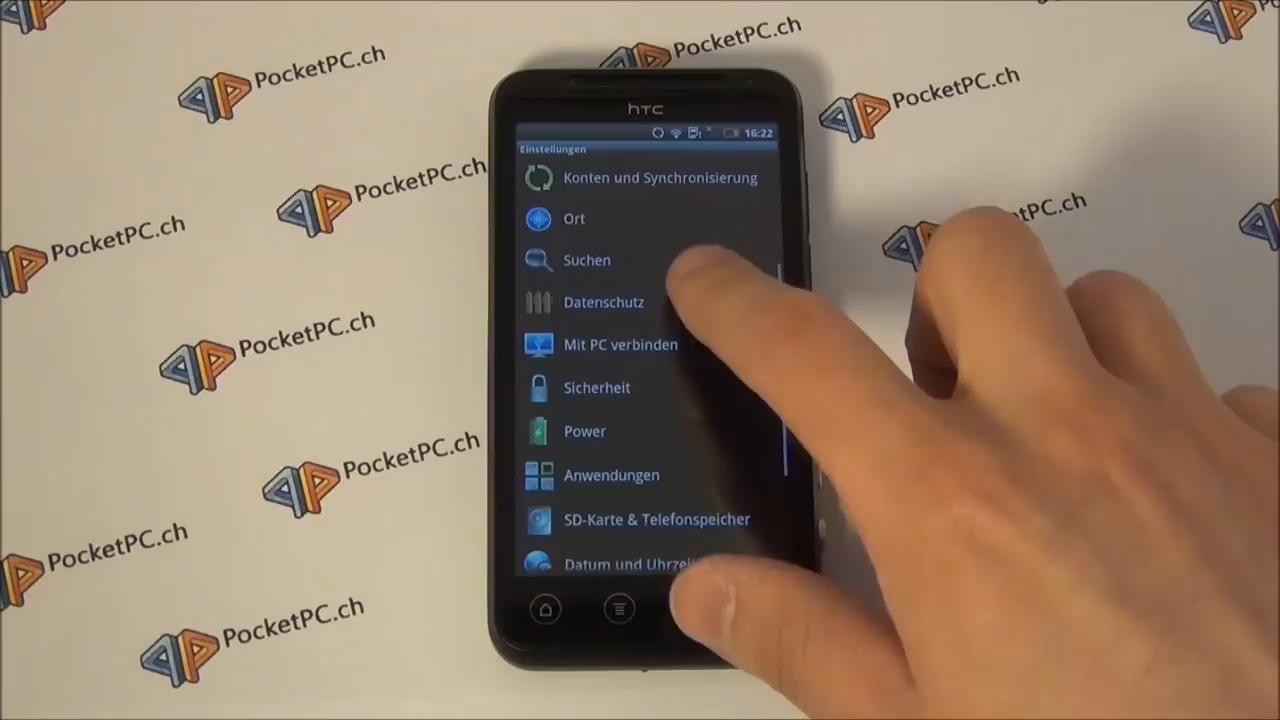 PocketPC.ch
PocketPC.ch
PocketPC.ch
PocketPC.ch
PocketPC.ch
PocketPC.ch
PocketPC.ch
PocketPC.ch
PocketPC.ch
PocketPC.ch
htc
16:22
Einstellungen
Konten und Synchronisierung
Ort
Suchen
Datenschutz
Mit PC verbinden
Sicherheit
Power
Anwendungen
SD-Karte & Telefonspeicher
Datum und